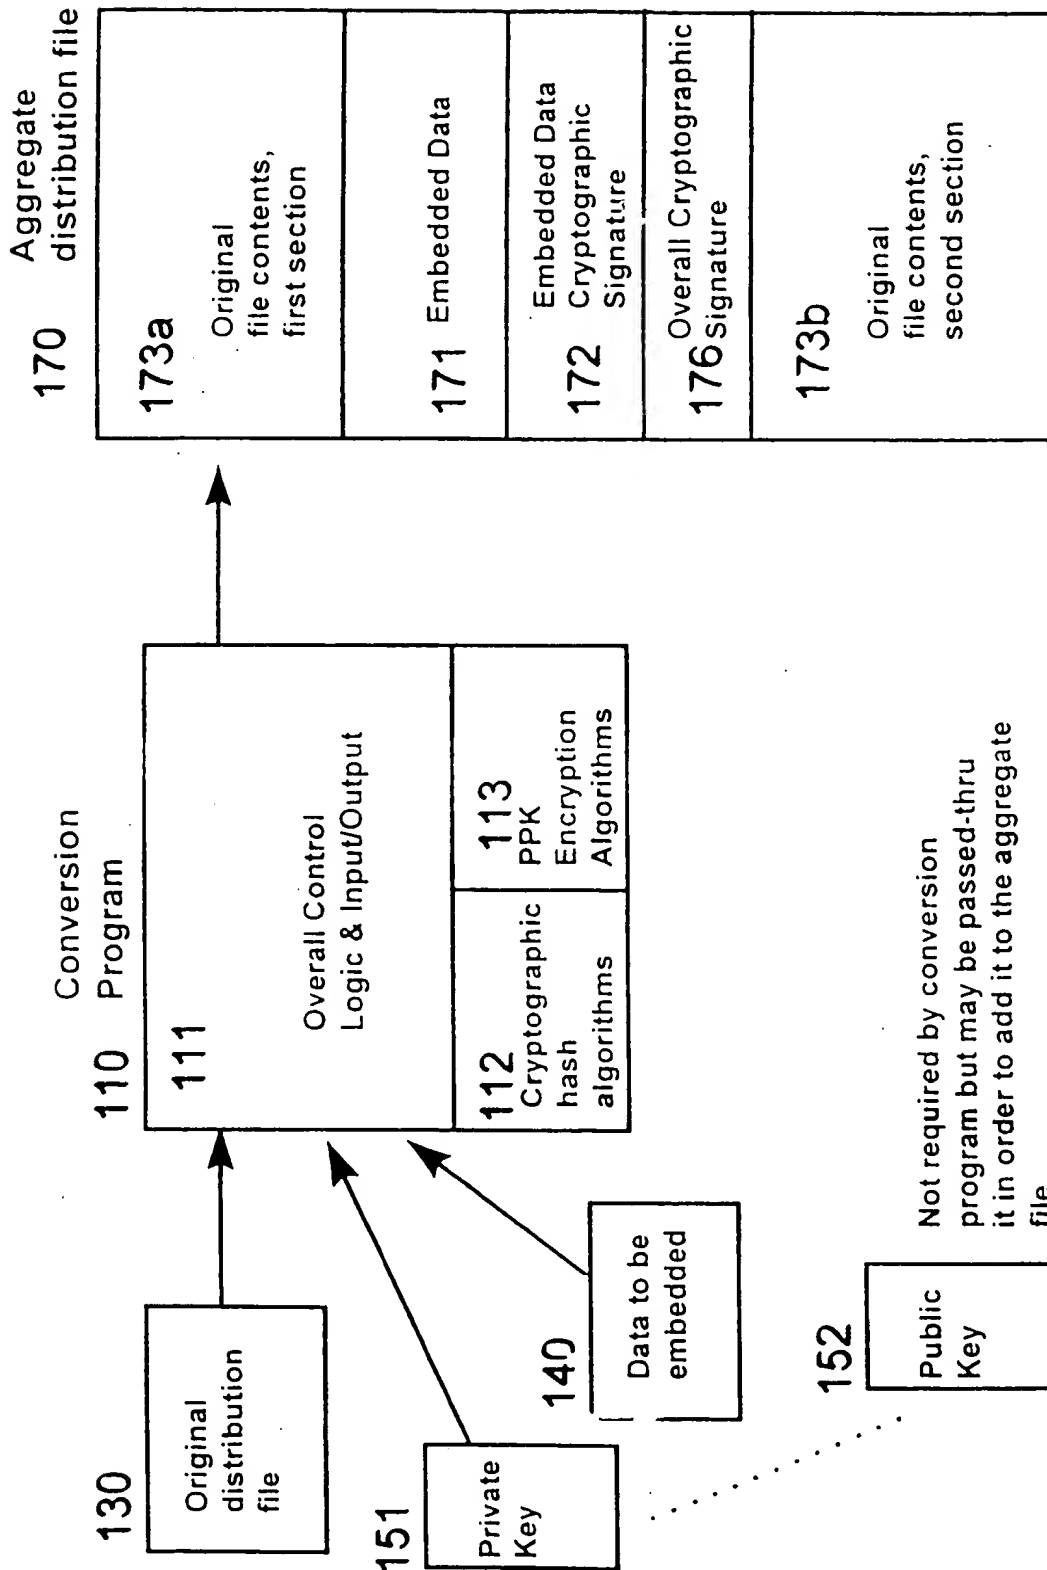 130
Original
distribution
file
151
Private
Key
140
Data to be
embedded
152
Public
Key
Not required by conversion
program but may be passed-thru
it in order to add it to the aggregate
file
Conversion
110 Program
111
Overall Control
Logic & Input/Output
112
Cryptographic
hash
algorithms
113
PPK
Encryption
Algorithms
170
Aggregate
distribution file
173a
Original
file contents,
first section
171 Embedded Data
172
Embedded Data
Cryptographic
Signature
176
Overall Cryptographic
Signature
173b
Original
file contents,
second section